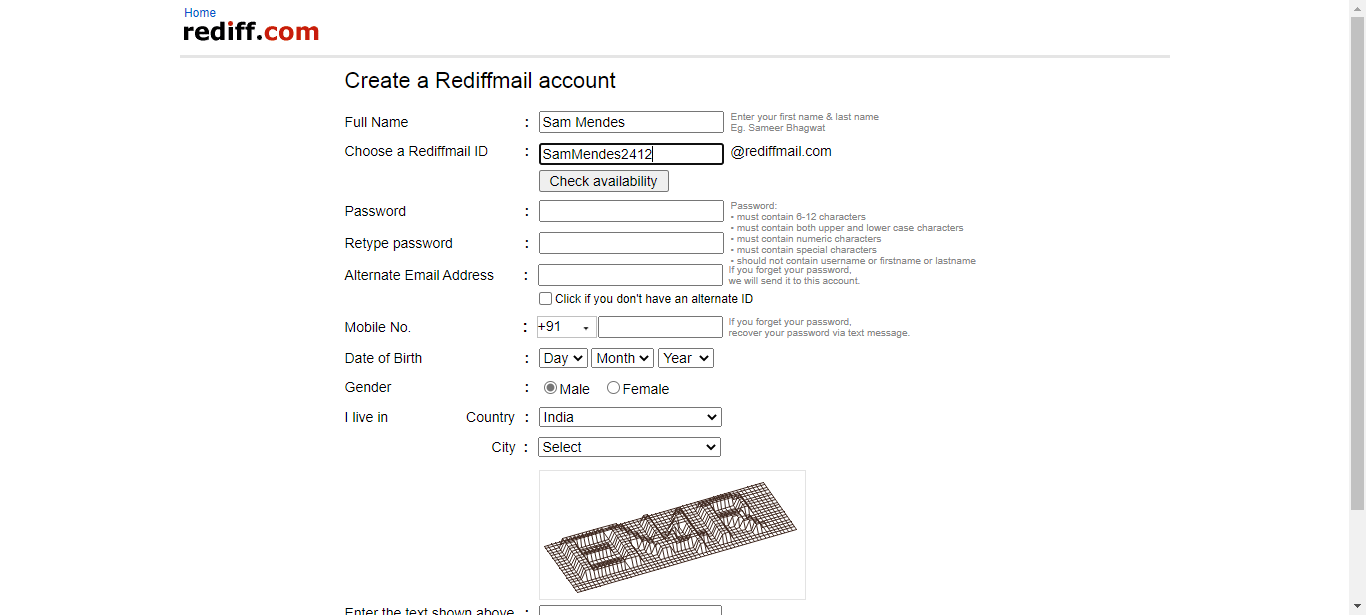 Home
rediff.com
Create a Rediffmail account
Full Name : Sam Mendes Enter your first name & last name
Eg. Sameer Bhagwat
Choose a Rediffmail ID : SamMendes2412 @rediffmail.com
Check availability
Password : Password:
• must contain 6-12 characters
• must contain both upper and lower case characters
Retype password : • must contain numeric characters
• must contain special characters
• should not contain username or firstname or lastname
Alternate Email Address : If you forget your password,
we will send it to this account.
Click if you don't have an alternate ID
Mobile No. : +91 If you forget your password,
recover your password via text message.
Date of Birth : Day Month Year
Gender : Male Female
I live in Country : India
City : Select
Enter the text shown above :